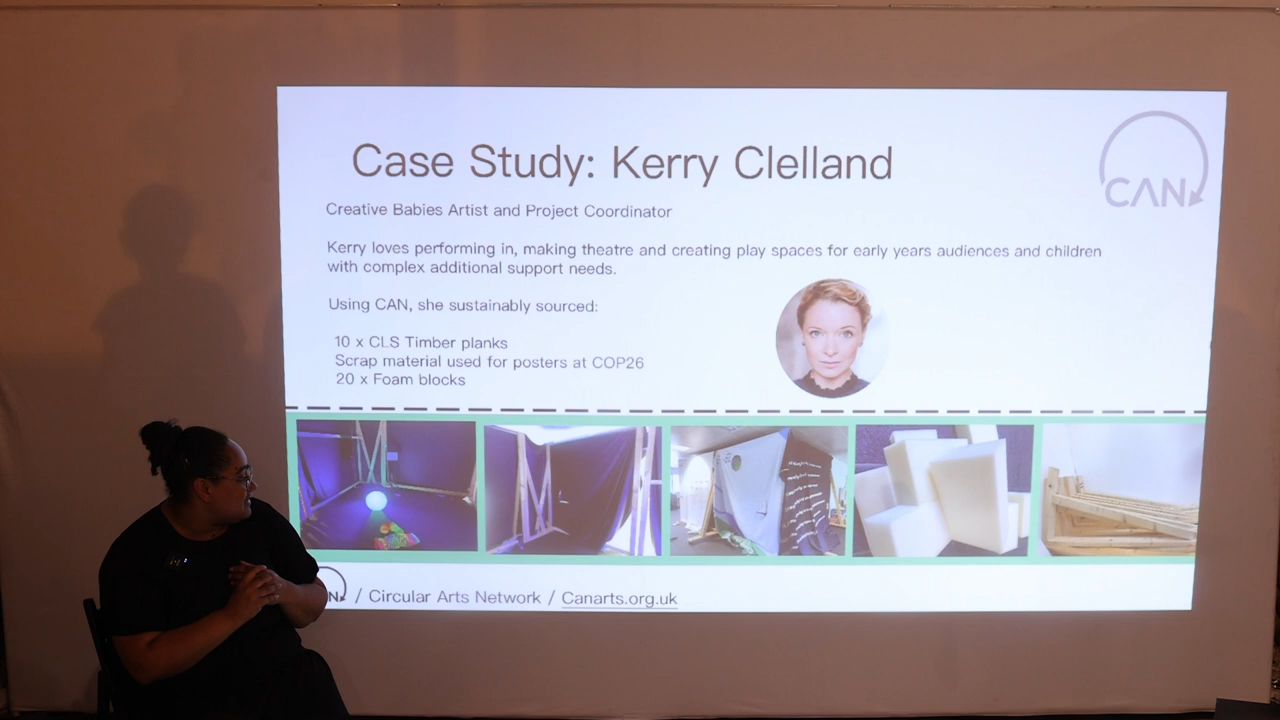 Case Study: Kerry Clelland
CAN
Creative Babies Artist and Project Coordinator
Kerry loves performing in, making theatre and creating play spaces for early years audiences and children
with complex additional support needs.
Using CAN, she sustainably sourced:
10 x CLS Timber planks
Scrap material used for posters at COP26
20 x Foam blocks
/ Circular Arts Network / Canarts.org.uk